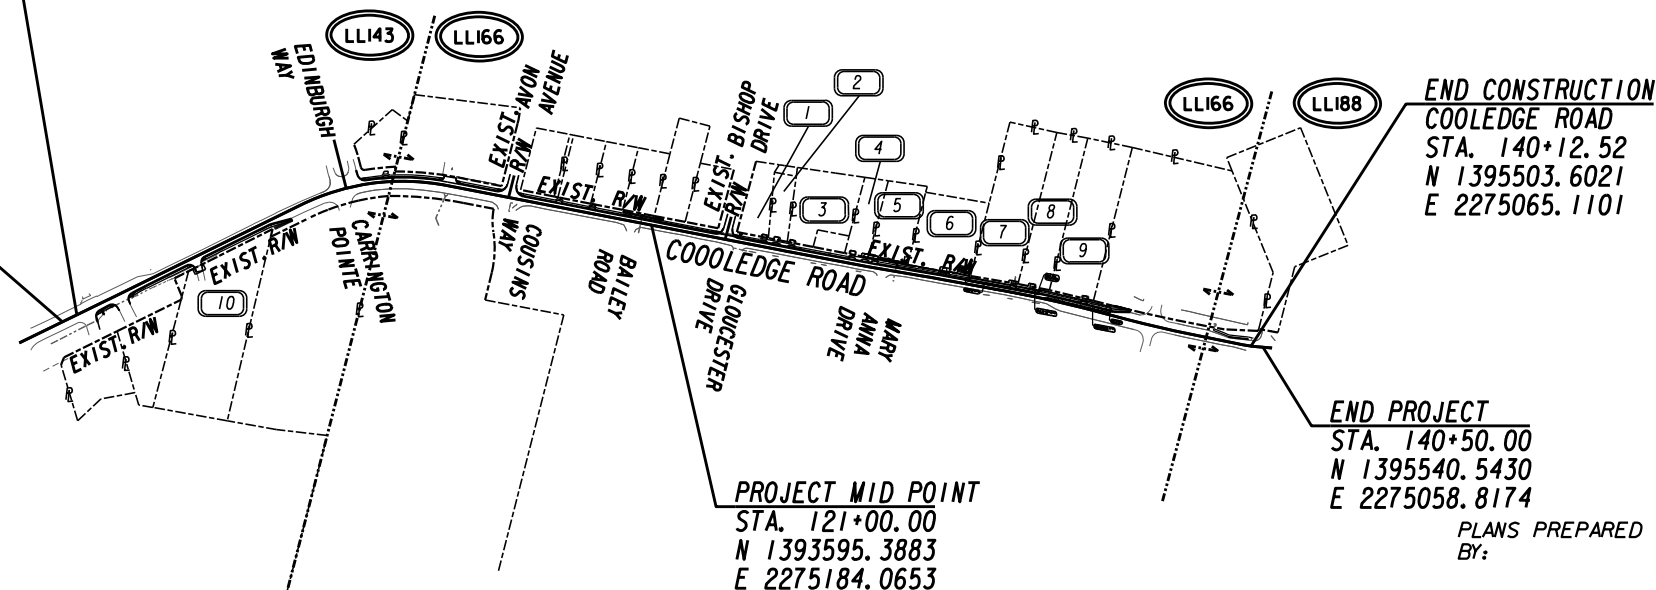 LL143
LL166
EDINBURGH
WAY
EXIST. AVON
AVENUE
R/W
EXIST. BISHOP
DRIVE
R/W
1
2
3
4
5
6
7
8
9
10
LL166
LL188
END CONSTRUCTION
COOLEDGE ROAD
STA. 140+12.52
N 1395503.6021
E 2275065.1101
EXIST. R/W
EXIST. R/W
EXIST. R/W
EXIST. R/W
CARRINGTON
POINTE
COUSINS
WAY
BAILEY
ROAD
COOOLEDGE ROAD
GLOUCESTER
DRIVE
MARY
ANNA
DRIVE
END PROJECT
STA. 140+50.00
N 1395540.5430
E 2275058.8174
PROJECT MID POINT
STA. 121+00.00
N 1393595.3883
E 2275184.0653
PLANS PREPARED
BY: